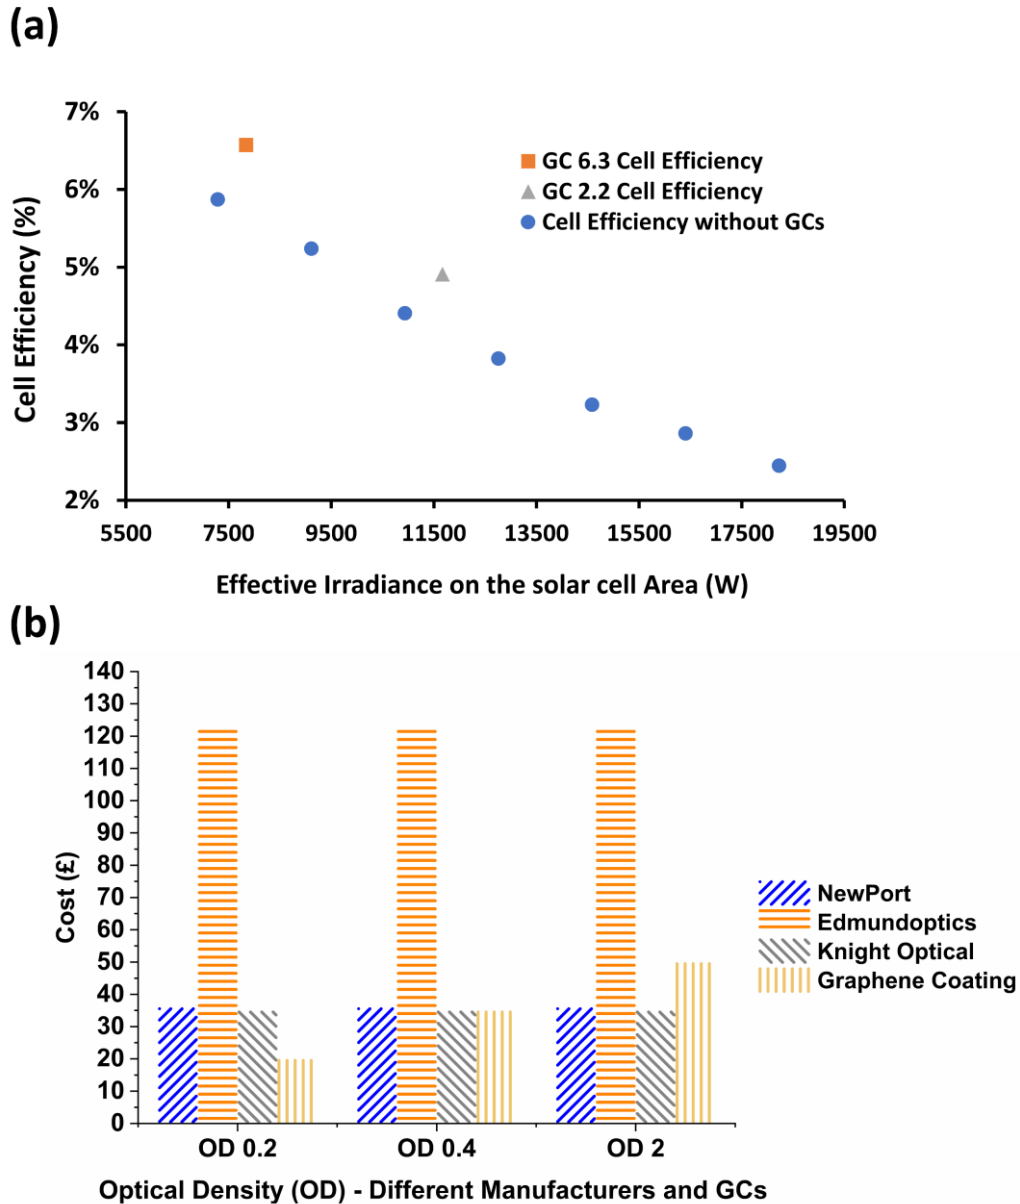 (a)
7%
6%
5%
4%
3%
2%
Cell Efficiency (%)
GC 6.3 Cell Efficiency
GC 2.2 Cell Efficiency
Cell Efficiency without GCs
5500 7500 9500 11500 13500 15500 17500 19500
Effective Irradiance on the solar cell Area (W)
(b)
140
130
120
110
100
90
80
70
60
50
40
30
20
10
0
Cost (£)
NewPort
Edmundoptics
Knight Optical
Graphene Coating
OD 0.2 OD 0.4 OD 2
Optical Density (OD) - Different Manufacturers and GCs